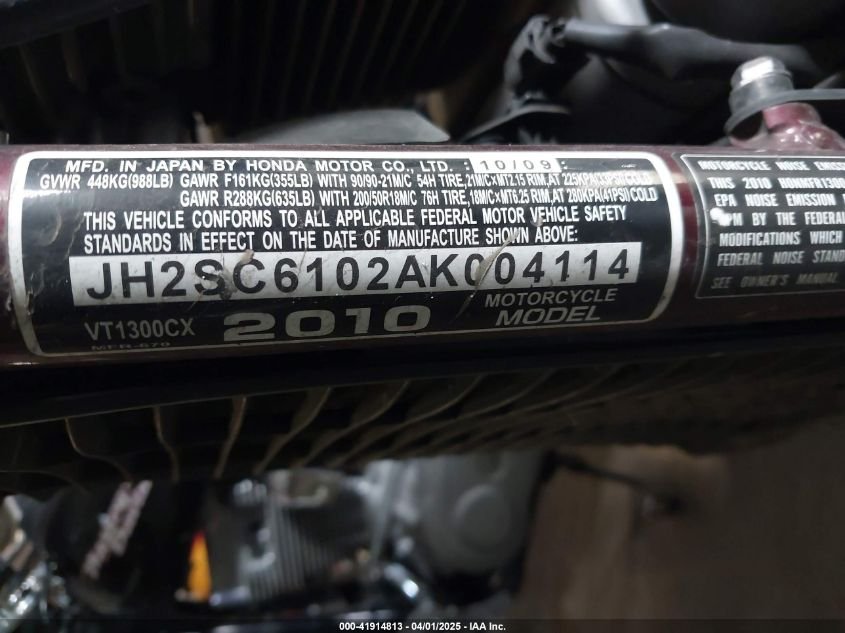 MFD. IN JAPAN BY HONDA MOTOR CO., LTD. : 10/09 :
GVWR 448KG(988LB) GAWR F161KG(355LB) WITH 90/90-21M/C 54H TIRE,21M/C×MT2.15 RIM,AT 225KPA(33PSI)COLD
GAWR R288KG(635LB) WITH 200/50R18M/C 76H TIRE,18M/C×MT6.25 RIM, AT 280KPA(41PSI)COLD
THIS VEHICLE CONFORMS TO ALL APPLICABLE FEDERAL MOTOR VEHICLE SAFETY
STANDARDS IN EFFECT ON THE DATE OF MANUFACTURE SHOWN ABOVE:
JH2SC6102AK004114
VT1300CX 2010 MOTORCYCLE MODEL
MFR-670
MOTORCYCLE NOISE EMISS
THIS 2010
EPA NOISE EMISSION
PM BY THE FEDERAL
MODIFICATIONS WHICH
FEDERAL NOISE STAND
SEE OWNER'S MANUAL
000-41914813 - 04/01/2025 - IAA Inc.